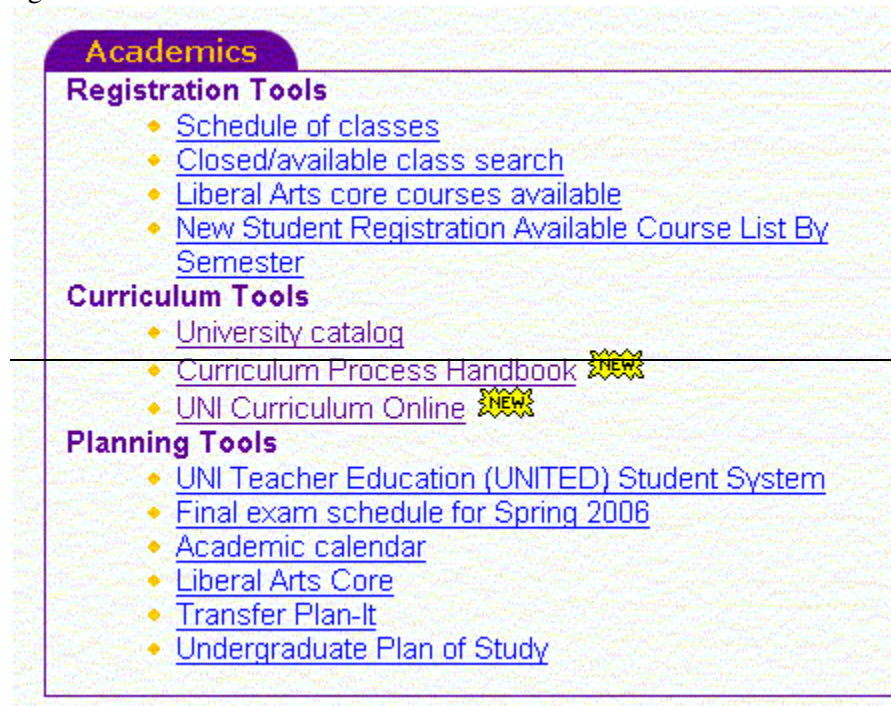 Academics
Registration Tools
Schedule of classes
Closed/available class search
Liberal Arts core courses available
New Student Registration Available Course List By
Semester
Curriculum Tools
University catalog
Curriculum Process Handbook NEW
UNI Curriculum Online NEW
Planning Tools
UNI Teacher Education (UNITED) Student System
Final exam schedule for Spring 2006
Academic calendar
Liberal Arts Core
Transfer Plan-It
Undergraduate Plan of Study